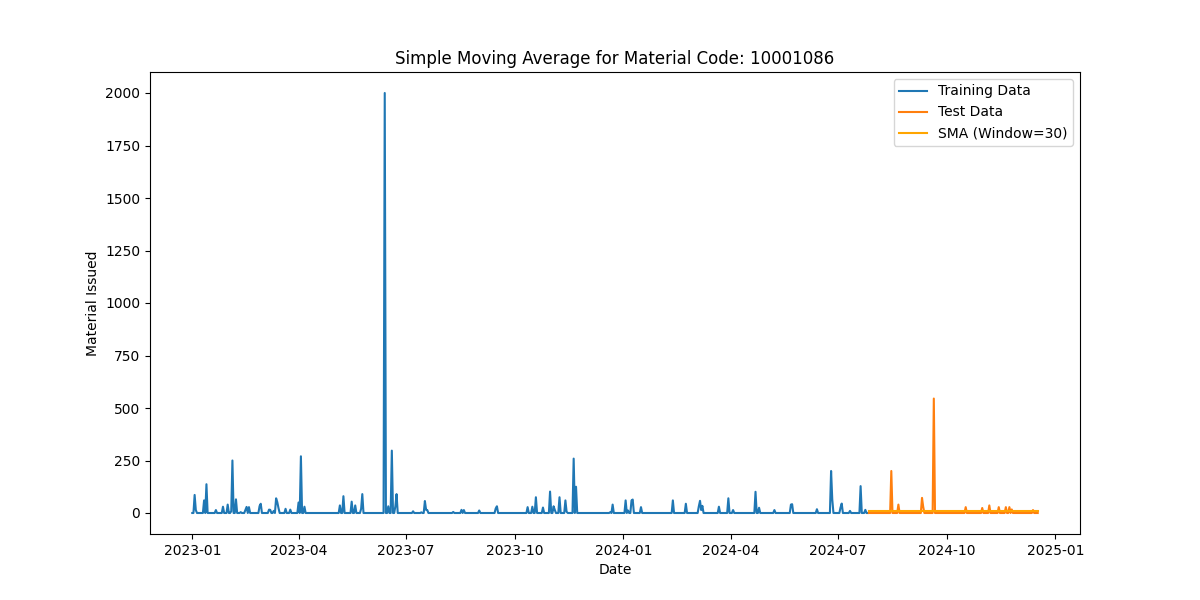 Simple Moving Average for Material Code: 10001086
Training Data
Test Data
SMA (Window=30)
Material Issued
2000
1750
1500
1250
1000
750
500
250
0
2023-01 2023-04 2023-07 2023-10 2024-01 2024-04 2024-07 2024-10 2025-01
Date